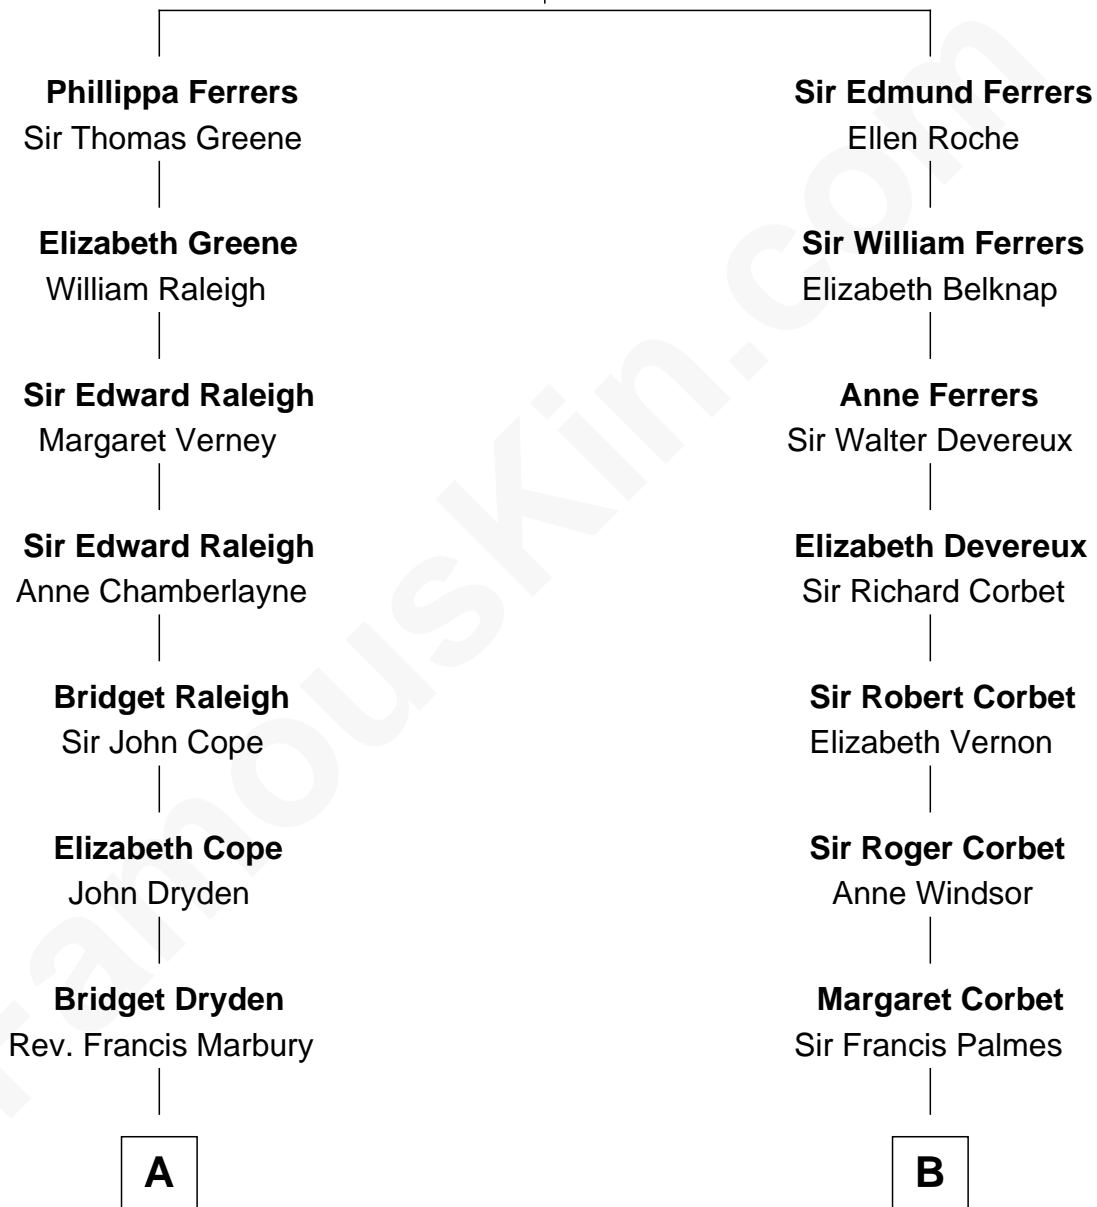 Phillippa Ferrers
Sir Thomas Greene
Elizabeth Greene
William Raleigh
Sir Edward Raleigh
Margaret Verney
Sir Edward Raleigh
Anne Chamberlayne
Bridget Raleigh
Sir John Cope
Elizabeth Cope
John Dryden
Bridget Dryden
Rev. Francis Marbury
A
Sir Edmund Ferrers
Ellen Roche
Sir William Ferrers
Elizabeth Belknap
Anne Ferrers
Sir Walter Devereux
Elizabeth Devereux
Sir Richard Corbet
Sir Robert Corbet
Elizabeth Vernon
Sir Roger Corbet
Anne Windsor
Margaret Corbet
Sir Francis Palmes
B
FamousKin.com